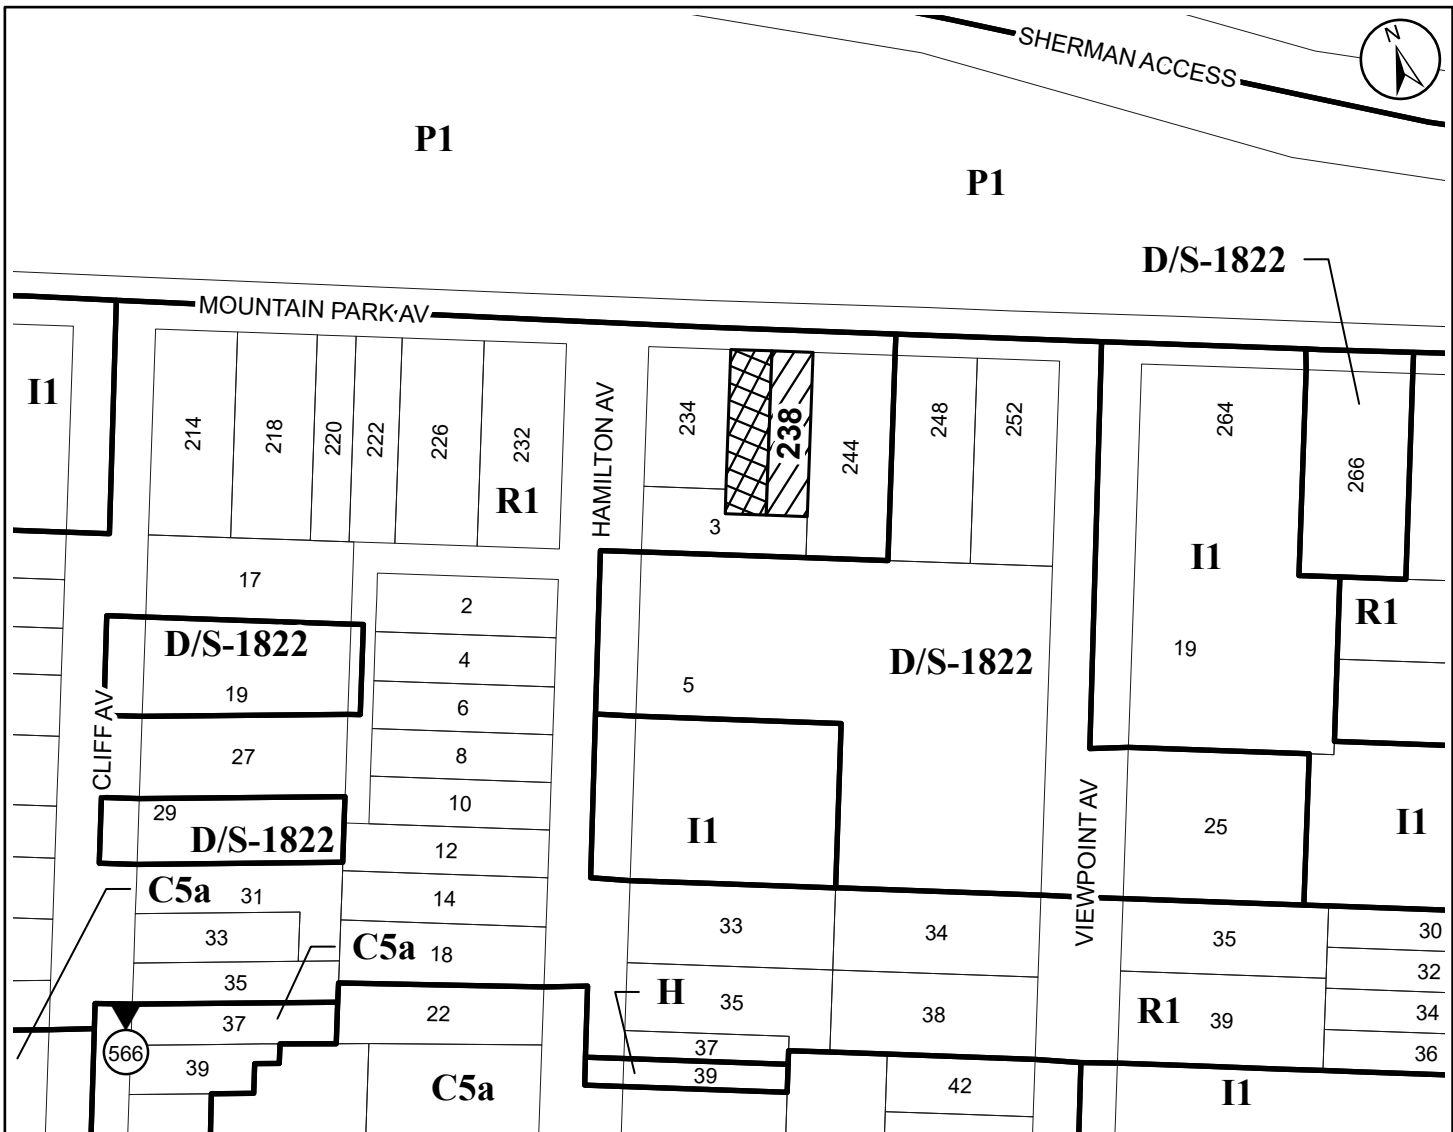 SHERMAN ACCESS
N
P1
P1
D/S-1822
MOUNTAIN PARK AV
I1
214
218
220
222
226
232
R1
HAMILTON AV
234
238
244
248
252
264
266
3
I1
R1
17
2
D/S-1822
4
D/S-1822
19
19
5
6
CLIFF AV
27
8
29
10
D/S-1822
I1
12
VIEWPOINT AV
25
I1
C5a
31
14
33
C5a
18
33
34
35
30
32
35
H
35
38
R1
39
34
37
22
36
566
39
37
39
C5a
42
I1